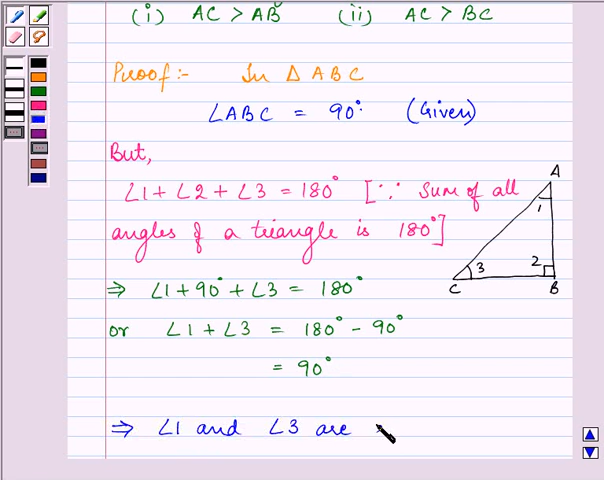 (i) AC > AB (ii) AC > BC
Proof:- In Δ ABC
∠ABC = 90° (Given)
But,
∠1 + ∠2 + ∠3 = 180° [∵ Sum of all
angles of a triangle is 180°]
⇒ ∠1 + 90° + ∠3 = 180°
or ∠1 + ∠3 = 180° - 90°
= 90°
⇒ ∠1 and ∠3 are
A
1
3
2
C
B